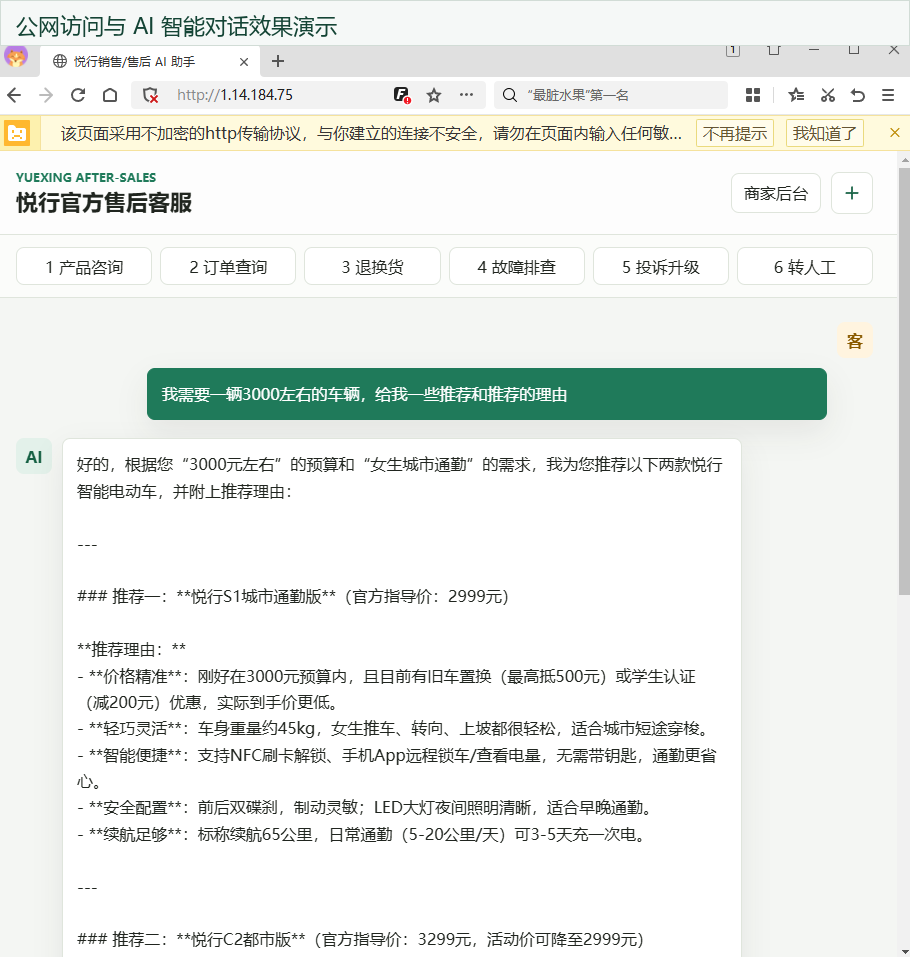 公网访问与 AI 智能对话效果演示
悦行销售/售后 AI 助手
1
http://1.14.184.75
“最脏水果”第一名
该页面采用不加密的http传输协议，与你建立的连接不安全，请勿在页面内输入任何敏...
不再提示
我知道了
YUEXING AFTER-SALES
悦行官方售后客服
商家后台
+
1 产品咨询
2 订单查询
3 退换货
4 故障排查
5 投诉升级
6 转人工
客
我需要一辆3000左右的车辆，给我一些推荐和推荐的理由
AI
好的，根据您“3000元左右”的预算和“女生城市通勤”的需求，我为您推荐以下两款悦行
智能电动车，并附上推荐理由：
---
### 推荐一：**悦行S1城市通勤版**（官方指导价：2999元）
**推荐理由：**
- **价格精准**：刚好在3000元预算内，且目前有旧车置换（最高抵500元）或学生认证
（减200元）优惠，实际到手价更低。
- **轻巧灵活**：车身重量约45kg，女生推车、转向、上坡都很轻松，适合城市短途穿梭。
- **智能便捷**：支持NFC刷卡解锁、手机App远程锁车/查看电量，无需带钥匙，通勤更省
心。
- **安全配置**：前后双碟刹，制动灵敏；LED大灯夜间照明清晰，适合早晚通勤。
- **续航足够**：标称续航65公里，日常通勤（5-20公里/天）可3-5天充一次电。
---
### 推荐二：**悦行C2都市版**（官方指导价：3299元，活动价可降至2999元）